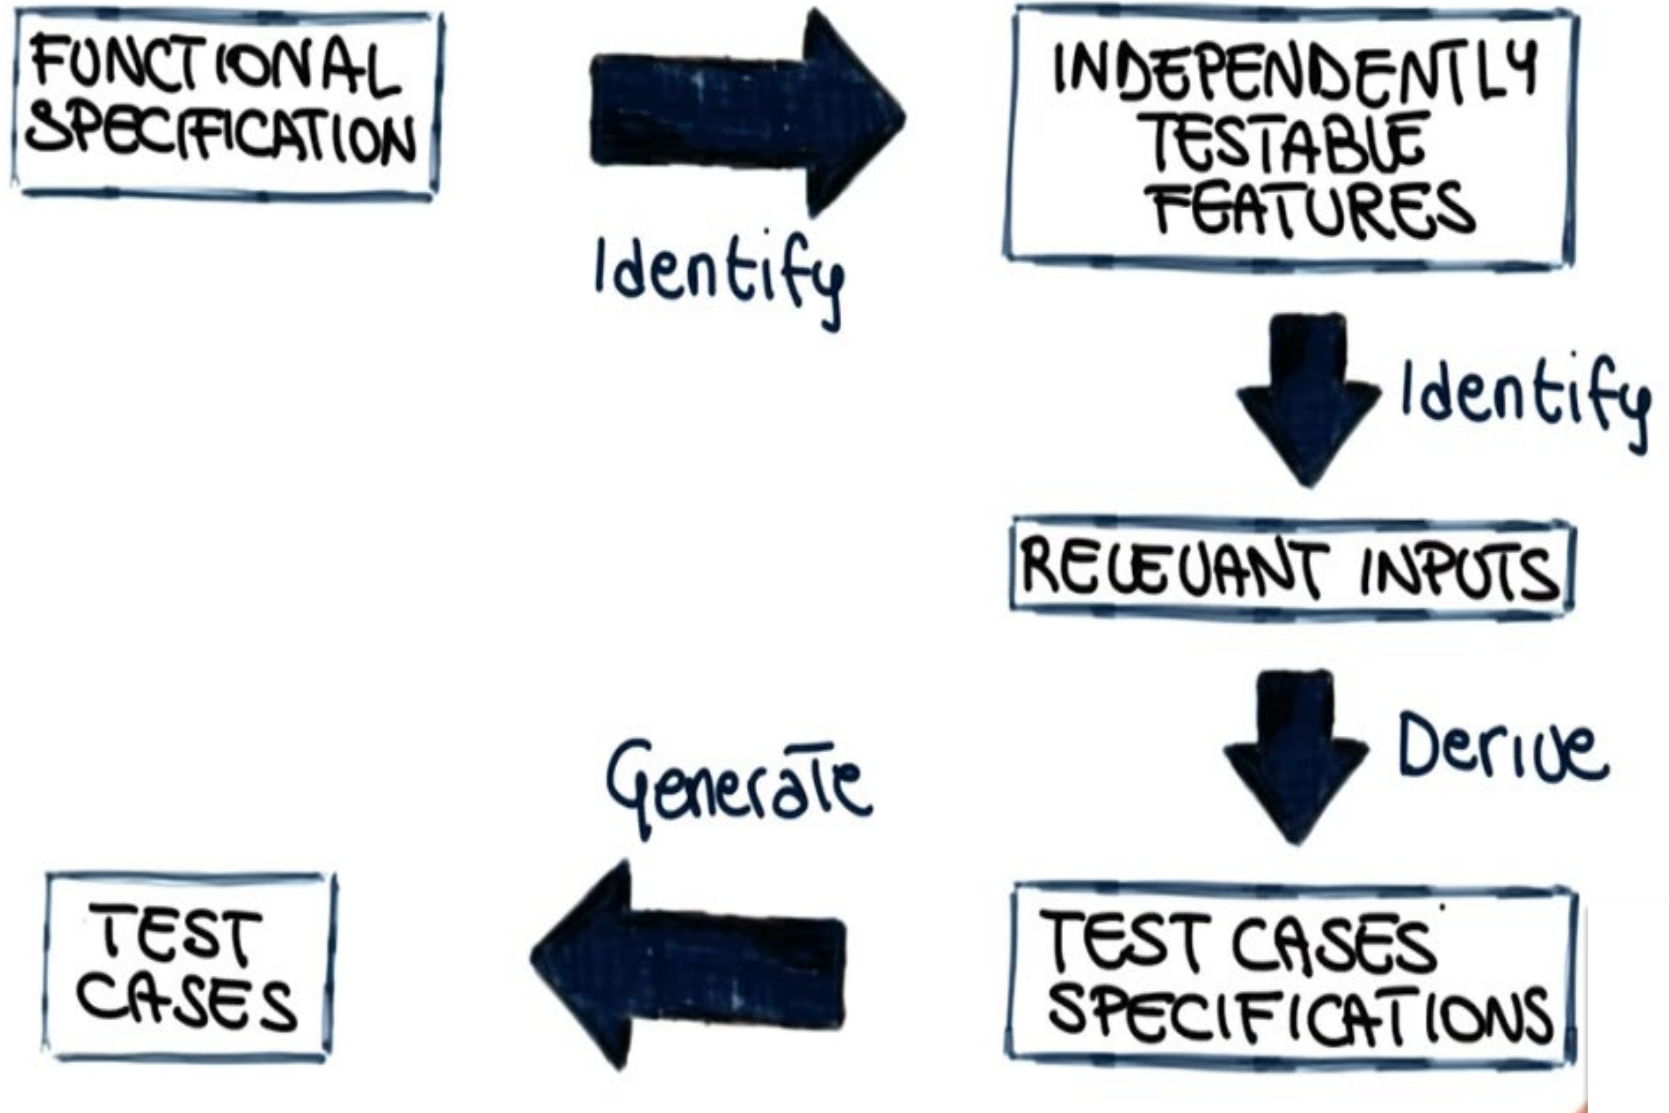 FUNCTIONAL
SPECIFICATION
Identify
INDEPENDENTLY
TESTABLE
FEATURES
Identify
RELEVANT INPUTS
Derive
TEST CASES
SPECIFICATIONS
Generate
TEST
CASES